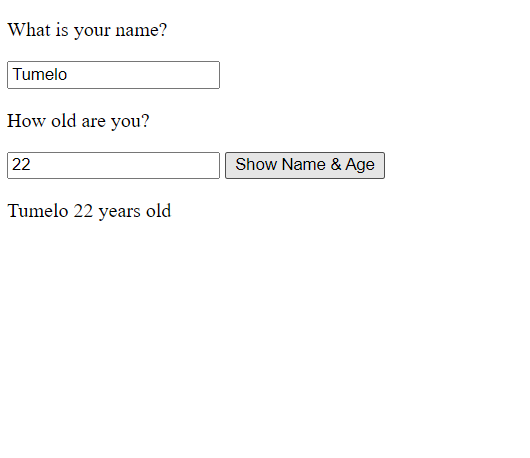 What is your name?
Tumelo
How old are you?
22 Show Name & Age
Tumelo 22 years old